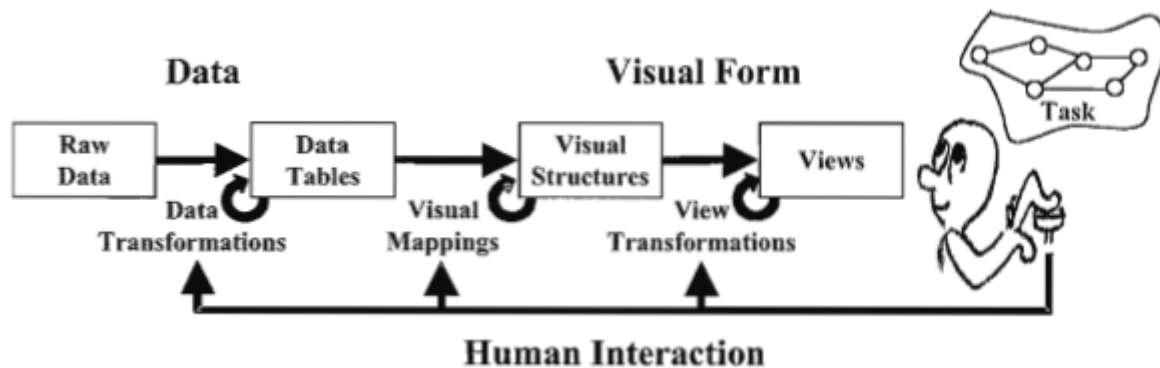 Data
Visual Form
Task
Raw
Data
Data
Tables
Visual
Structures
Views
Data
Transformations
Visual
Mappings
View
Transformations
Human Interaction